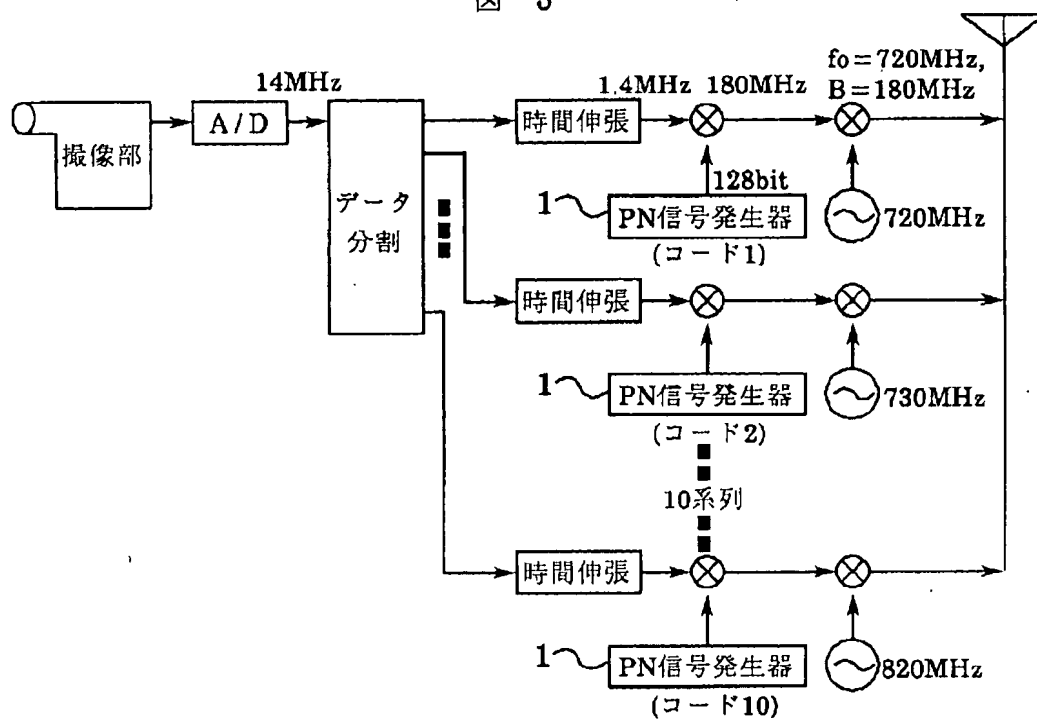 図 3
14MHz
撮像部
A/D
データ
分割
時間伸張
1.4MHz
180MHz
fo=720MHz,
B=180MHz
128bit
1
PN信号発生器
(コード1)
720MHz
時間伸張
1
PN信号発生器
(コード2)
730MHz
10系列
時間伸張
1
PN信号発生器
(コード10)
820MHz